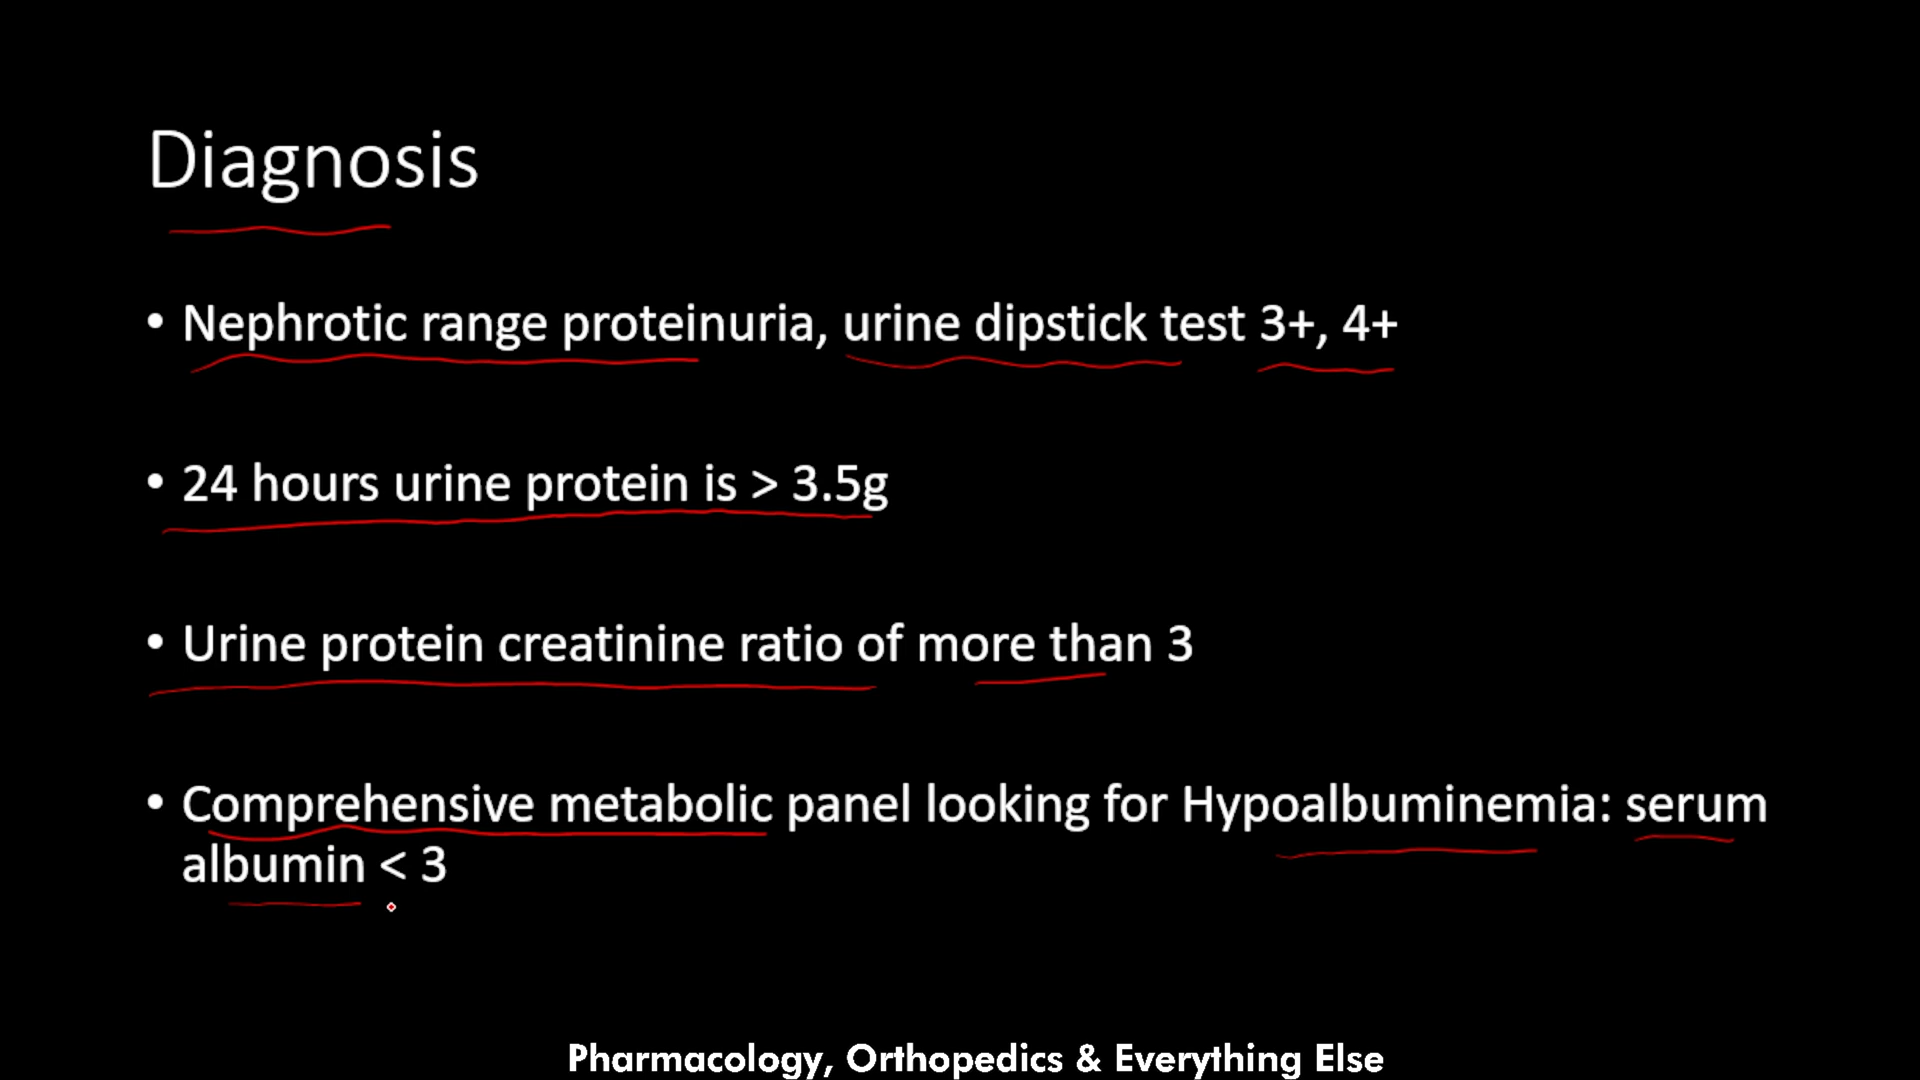 Diagnosis
• Nephrotic range proteinuria, urine dipstick test 3+, 4+
• 24 hours urine protein is > 3.5g
• Urine protein creatinine ratio of more than 3
• Comprehensive metabolic panel looking for Hypoalbuminemia: serum
albumin < 3
Pharmacology, Orthopedics & Everything Else